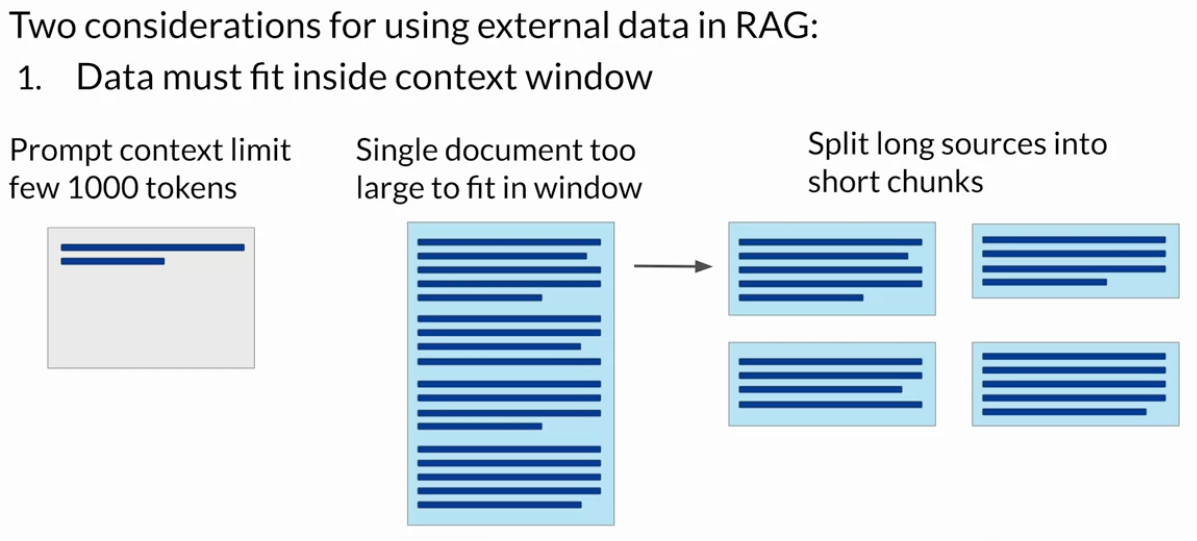 Two considerations for using external data in RAG:
1. Data must fit inside context window
Prompt context limit
few 1000 tokens
Single document too
large to fit in window
Split long sources into
short chunks